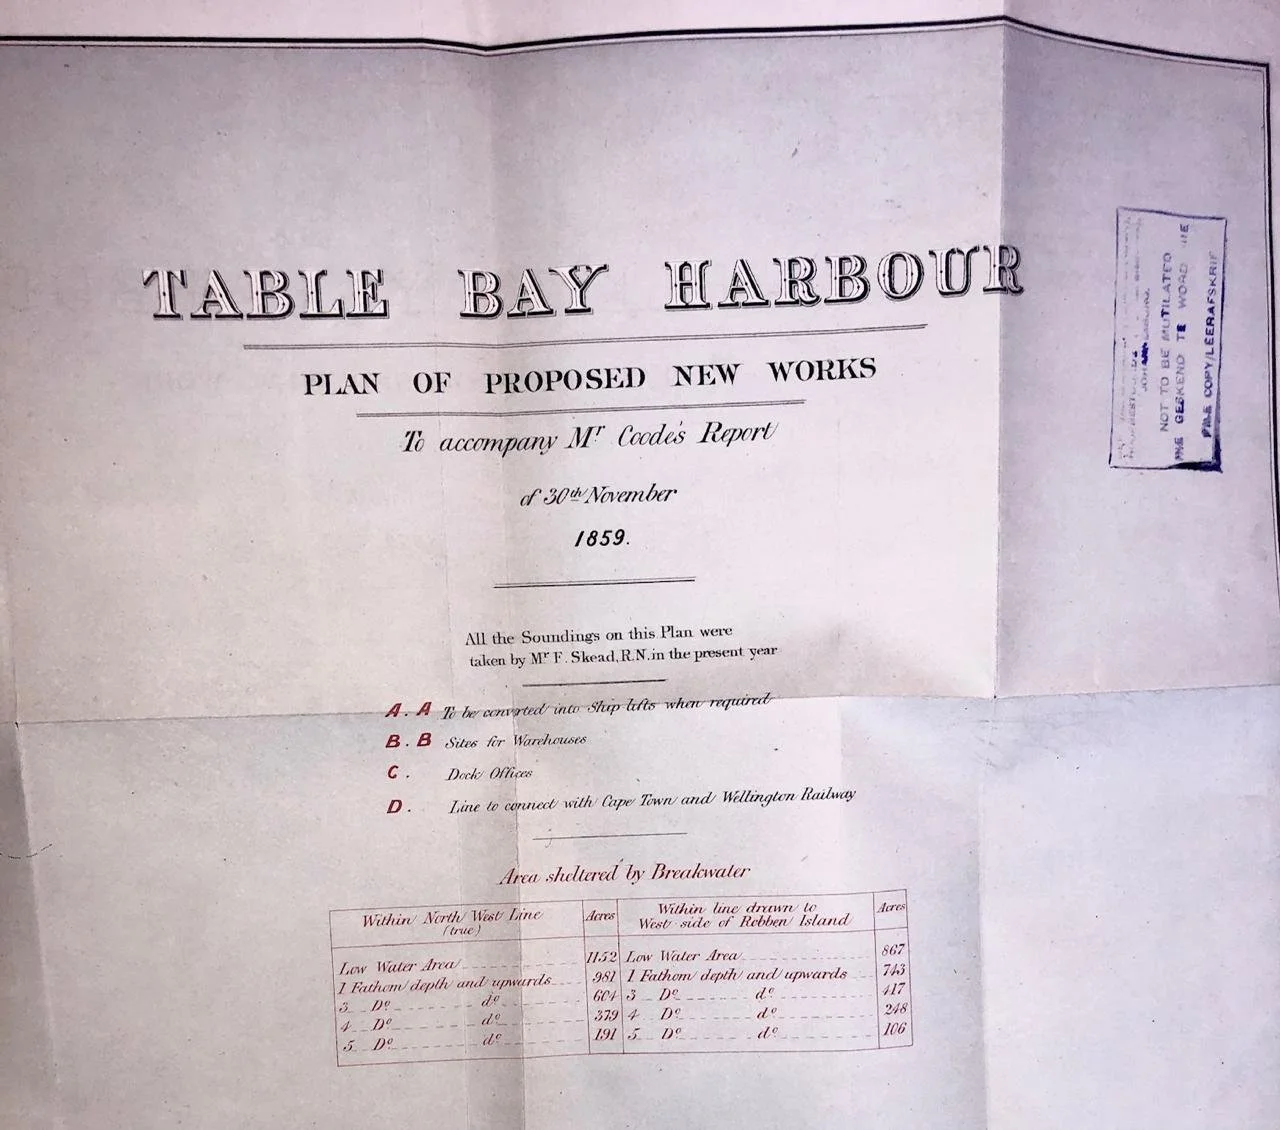 TABLE BAY HARBOUR
PLAN OF PROPOSED NEW WORKS
To accompany Mr Coode's Report
of 30th November
1859.
All the Soundings on this Plan were
taken by Mr F. Skead, R.N. in the present year
A. A To be converted into Ship lifts when required
B. B Sites for Warehouses
C. Dock Offices
D. Line to connect with Cape Town and Wellington Railway
Area sheltered by Breakwater
Within North West Line (true) Acres Within line drawn to West side of Robben Island Acres
Low Water Area 1152 Low Water Area 867
1 Fathom depth and upwards 981 1 Fathom depth and upwards 743
3 Do do 604 3 Do do 417
4 Do do 379 4 Do do 248
5 Do do 191 5 Do do 106
NOT TO BE MUTILATED
GESKEND TE WORD NIE
FILE COPY/LEERAFSKRIF